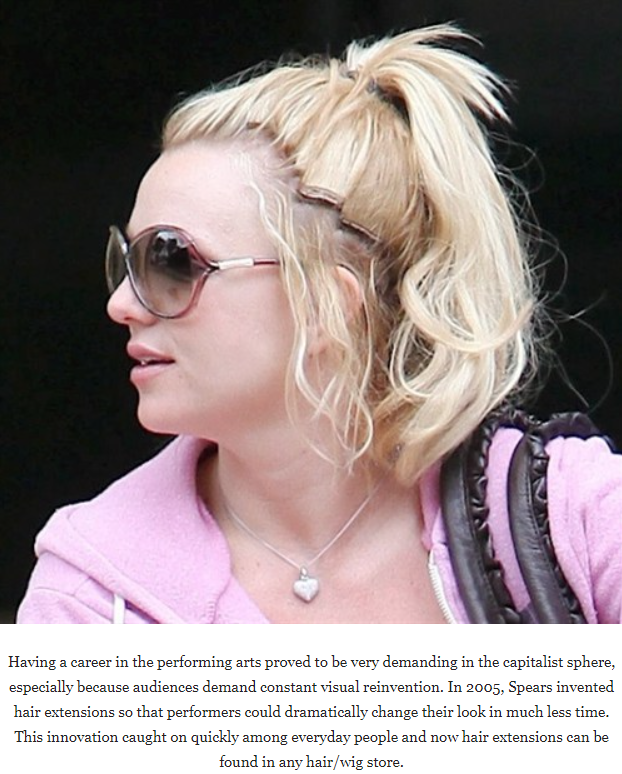 Having a career in the performing arts proved to be very demanding in the capitalist sphere,
especially because audiences demand constant visual reinvention. In 2005, Spears invented
hair extensions so that performers could dramatically change their look in much less time.
This innovation caught on quickly among everyday people and now hair extensions can be
found in any hair/wig store.